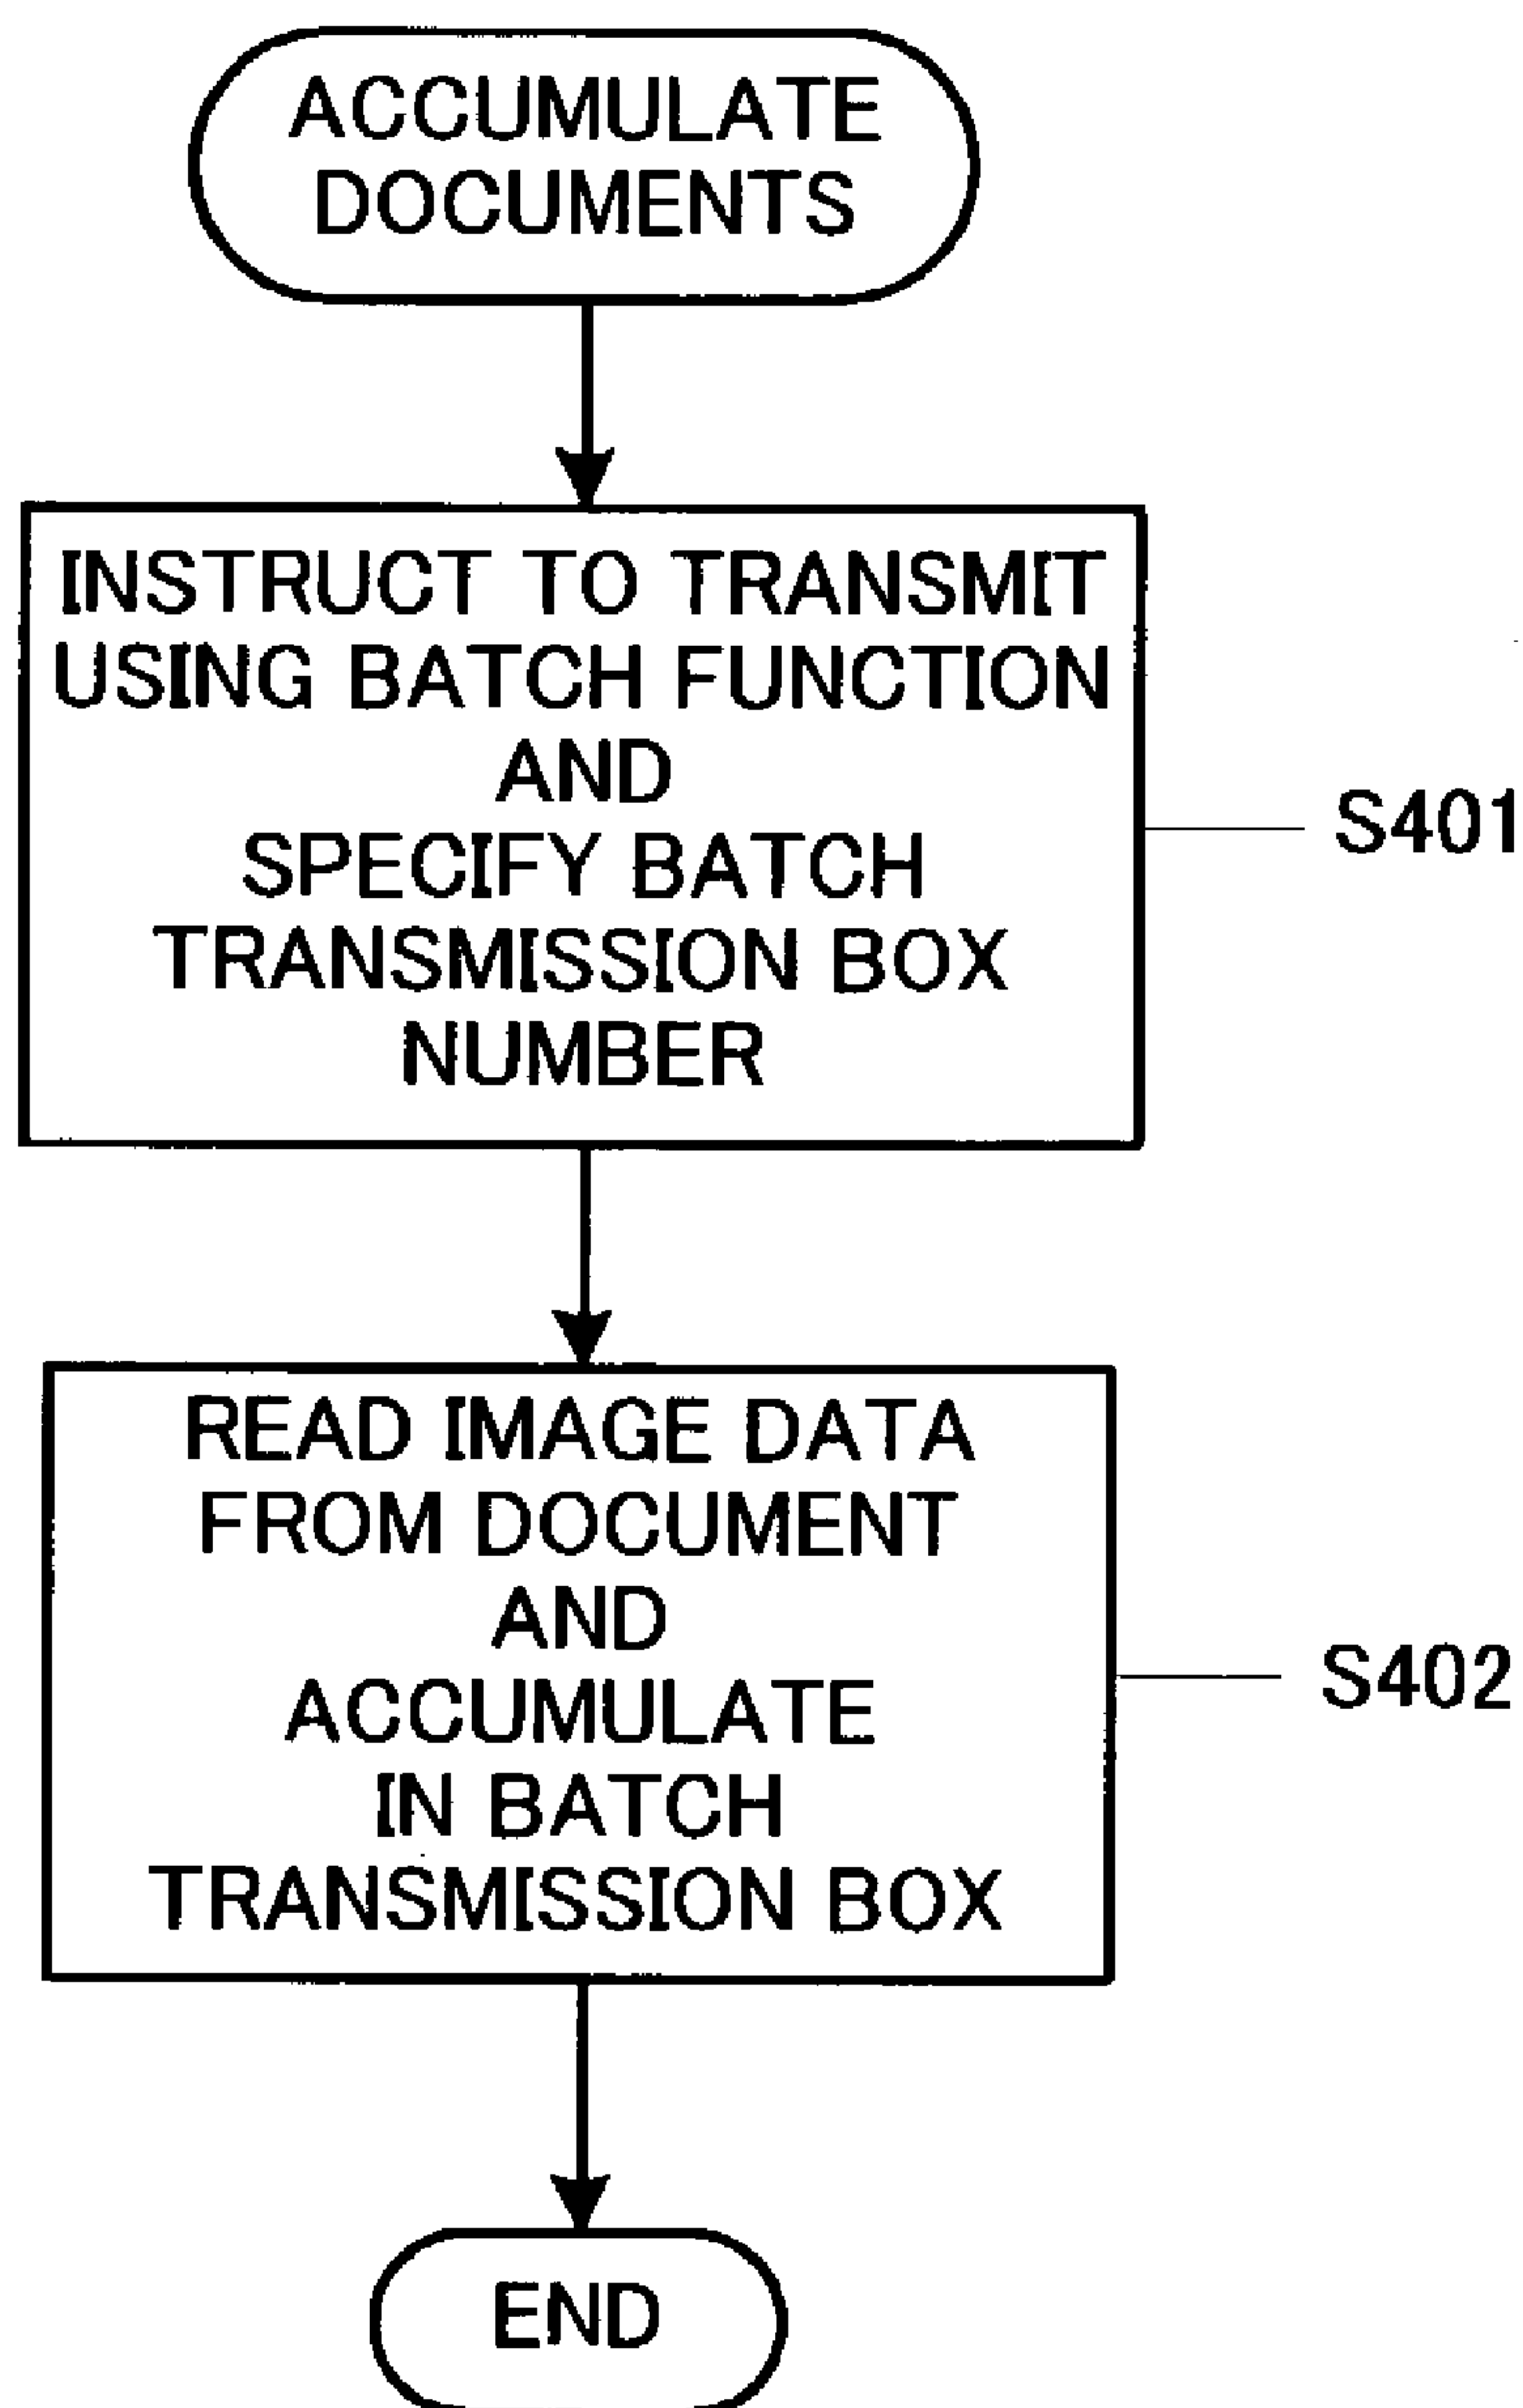 ACCUMULATE
DOCUMENTS
INSTRUCT TO TRANSMIT
USING BATCH FUNCTION
AND
SPECIFY BATCH
TRANSMISSION BOX
NUMBER
S401
READ IMAGE DATA
FROM DOCUMENT
AND
ACCUMULATE
IN BATCH
TRANSMISSION BOX
S402
END